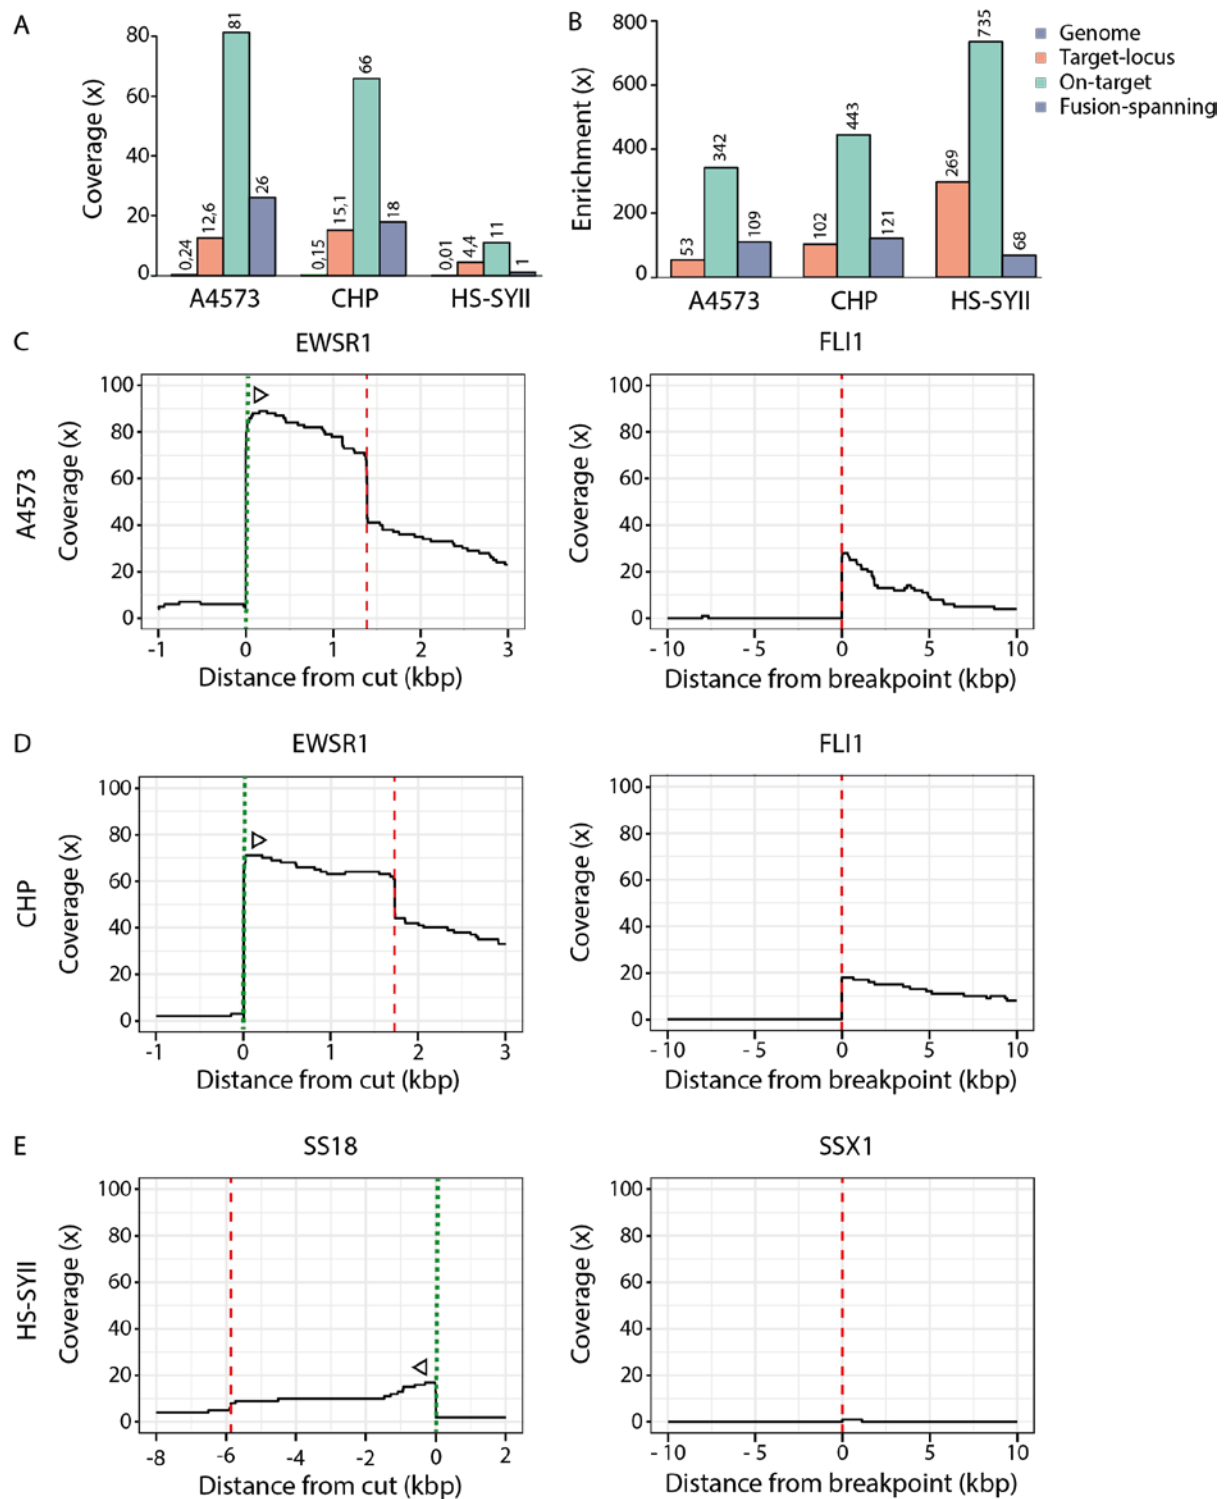 A
Coverage (x)
80
60
40
20
0
0,24
12,6
81
26
0,15
15,1
66
18
0,01
4,4
11
1
A4573
CHP
HS-SYII
B
Enrichment (x)
800
600
400
200
0
53
342
109
102
443
121
269
735
68
A4573
CHP
HS-SYII
Genome
Target-locus
On-target
Fusion-spanning
C
A4573
EWSR1
Coverage (x)
100
80
60
40
20
0
-1 0 1 2 3
Distance from cut (kbp)
FLI1
Coverage (x)
100
80
60
40
20
0
-10 -5 0 5 10
Distance from breakpoint (kbp)
D
CHP
EWSR1
Coverage (x)
100
80
60
40
20
0
-1 0 1 2 3
Distance from cut (kbp)
FLI1
Coverage (x)
100
80
60
40
20
0
-10 -5 0 5 10
Distance from breakpoint (kbp)
E
HS-SYII
SS18
Coverage (x)
100
80
60
40
20
0
-8 -6 -4 -2 0 2
Distance from cut (kbp)
SSX1
Coverage (x)
100
80
60
40
20
0
-10 -5 0 5 10
Distance from breakpoint (kbp)